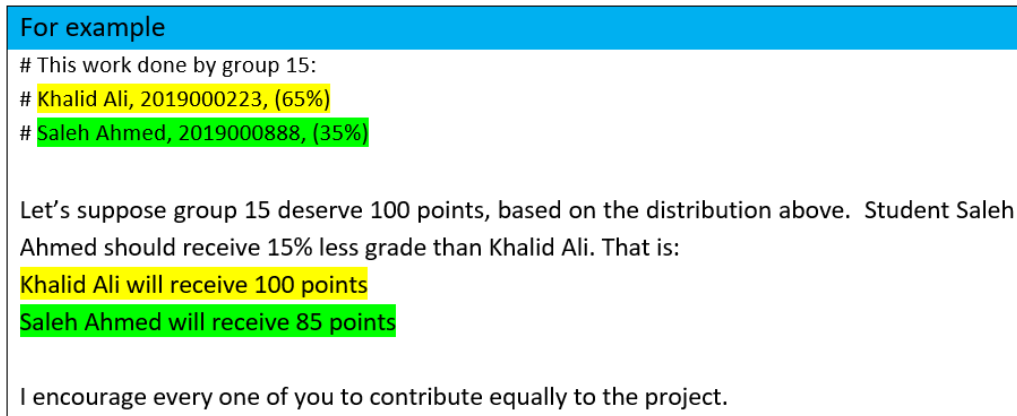 For example
# This work done by group 15:
# Khalid Ali, 2019000223, (65%)
# Saleh Ahmed, 2019000888, (35%)
Let’s suppose group 15 deserve 100 points, based on the distribution above.  Student Saleh
Ahmed should receive 15% less grade than Khalid Ali. That is:
Khalid Ali will receive 100 points
Saleh Ahmed will receive 85 points
I encourage every one of you to contribute equally to the project.